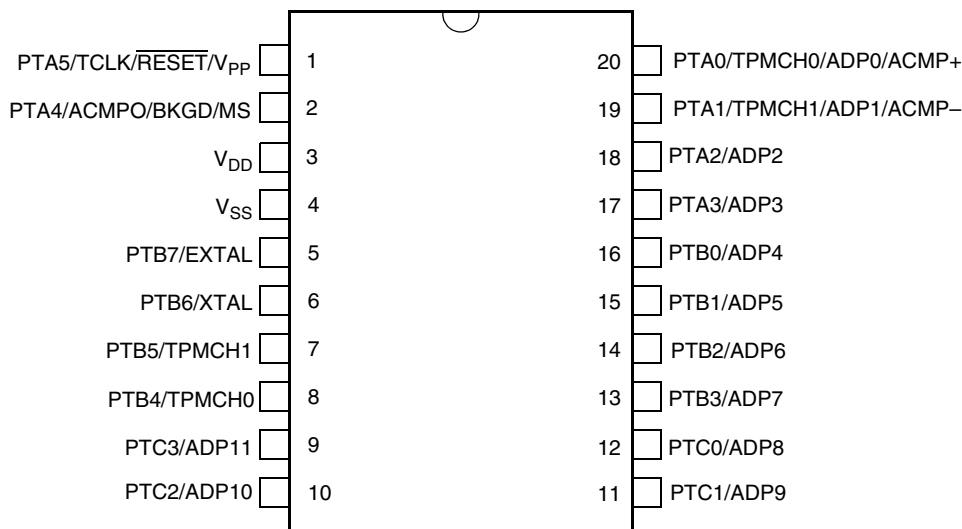 PTA5/TCLK/RESET/VPP 1 20 PTA0/TPMCH0/ADP0/ACMP+
PTA4/ACMPO/BKGD/MS 2 19 PTA1/TPMCH1/ADP1/ACMP–
VDD 3 18 PTA2/ADP2
VSS 4 17 PTA3/ADP3
PTB7/EXTAL 5 16 PTB0/ADP4
PTB6/XTAL 6 15 PTB1/ADP5
PTB5/TPMCH1 7 14 PTB2/ADP6
PTB4/TPMCH0 8 13 PTB3/ADP7
PTC3/ADP11 9 12 PTC0/ADP8
PTC2/ADP10 10 11 PTC1/ADP9